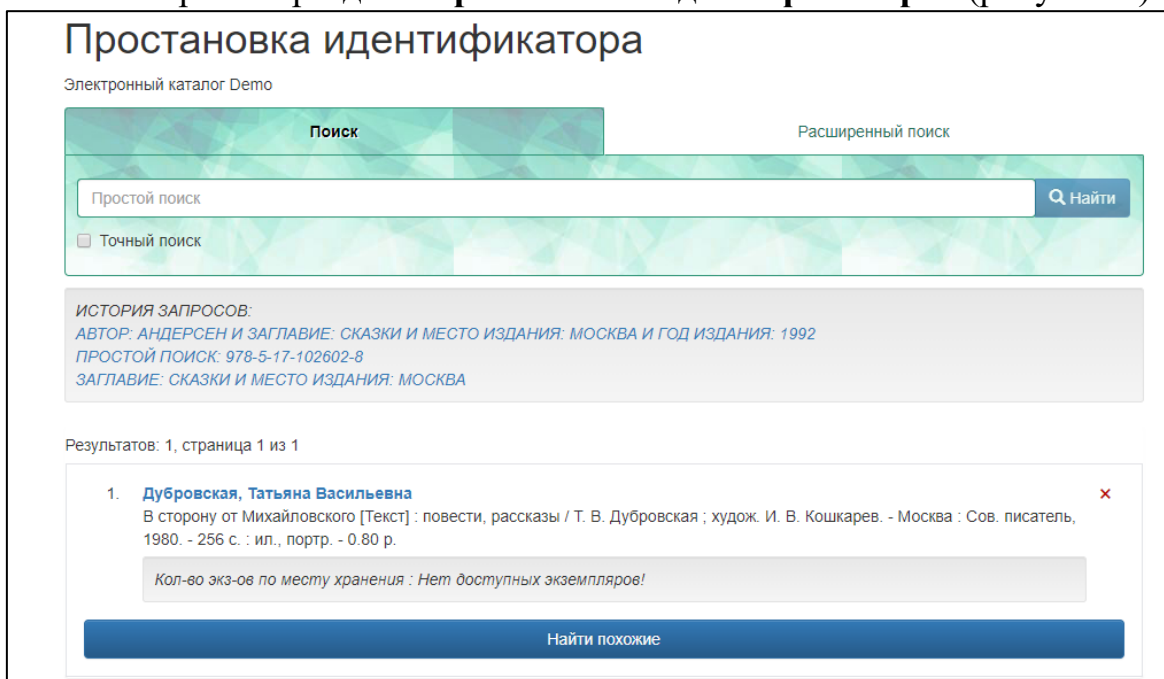 Простановка идентификатора
Электронный каталог Demo
Поиск
Расширенный поиск
Простой поиск
Найти
Точный поиск
ИСТОРИЯ ЗАПРОСОВ:
АВТОР: АНДЕРСЕН И ЗАГЛАВИЕ: СКАЗКИ И МЕСТО ИЗДАНИЯ: МОСКВА И ГОД ИЗДАНИЯ: 1992
ПРОСТОЙ ПОИСК: 978-5-17-102602-8
ЗАГЛАВИЕ: СКАЗКИ И МЕСТО ИЗДАНИЯ: МОСКВА
Результатов: 1, страница 1 из 1
1. Дубровская, Татьяна Васильевна
В сторону от Михайловского [Текст] : повести, рассказы / Т. В. Дубровская ; худож. И. В. Кошкарев. - Москва : Сов. писатель,
1980. - 256 с. : ил., портр. - 0.80 р.
Кол-во экз-ов по месту хранения : Нет доступных экземпляров!
Найти похожие